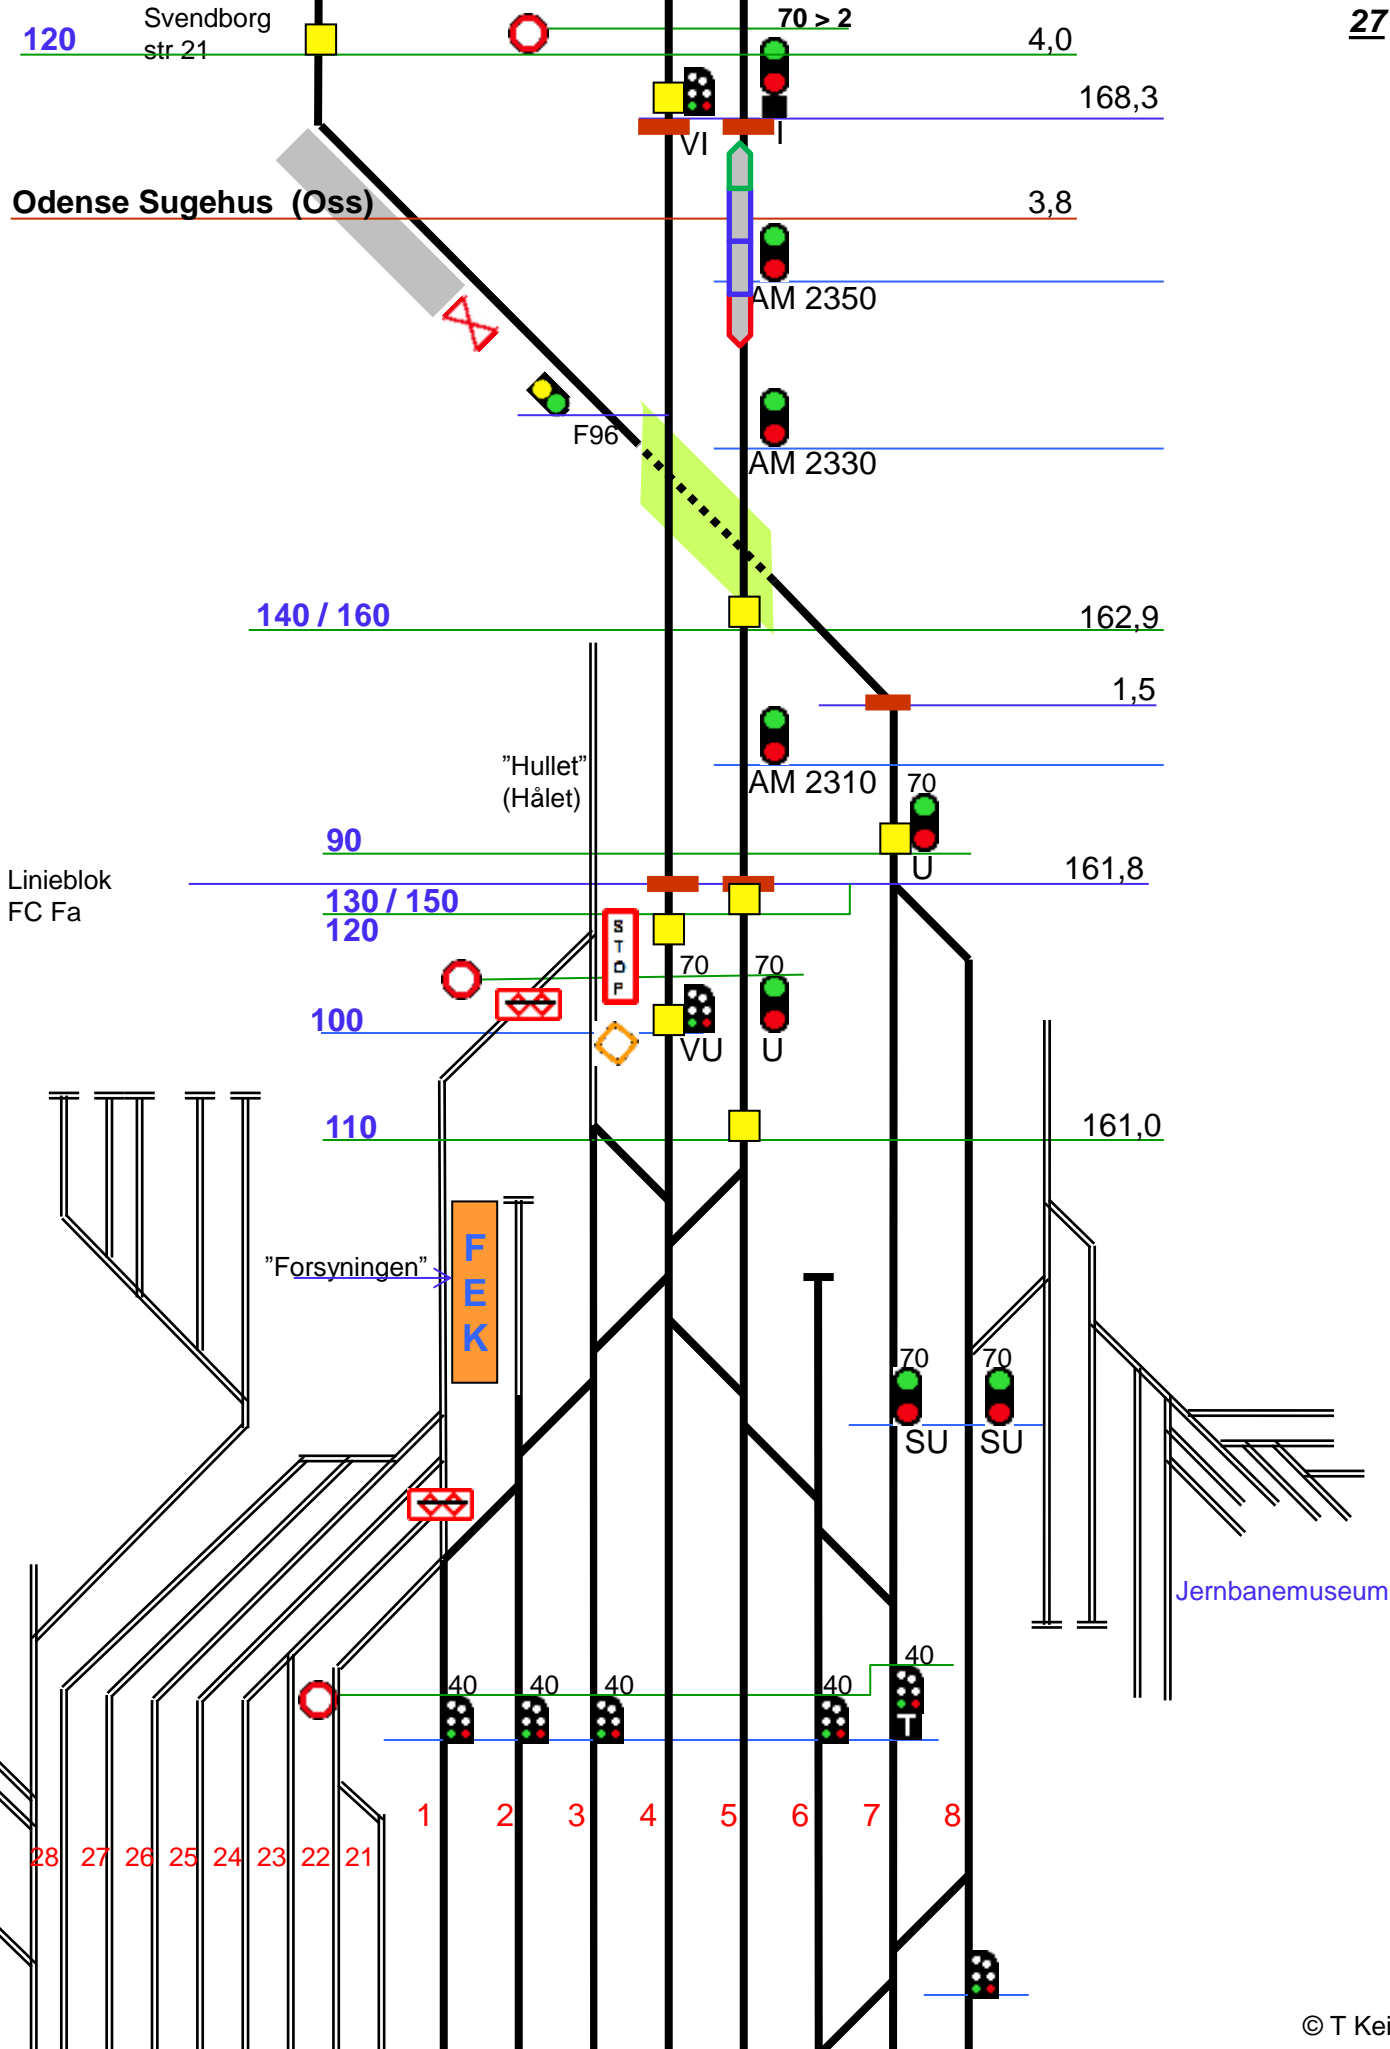 Svendborg
str 21
70 > 2
27
120
4,0
168,3
VI
I
Odense Sugehus (Oss)
3,8
AM 2350
F96
AM 2330
140 / 160
162,9
1,5
"Hullet"
(Hålet)
AM 2310
70
90
U
Linieblok
FC Fa
161,8
130 / 150
120
STOP
70
70
100
VU
U
110
161,0
"Forsyningen"
F
E
K
70
70
SU
SU
Jernbanemuseum
40
40
40
40
40
T
1
2
3
4
5
6
7
8
28
27
26
25
24
23
22
21
© T Kei